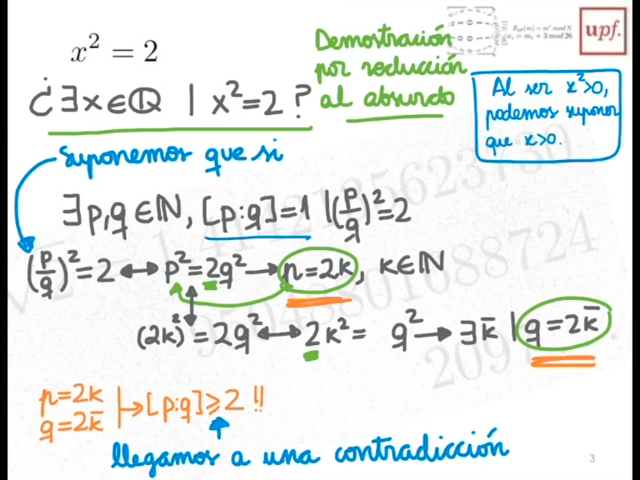 x² = 2
Demostración
por reducción
al absurdo
upf.
¿∃x∈ℚ | x²=2?
Al ser x²>0,
podemos suponer
que x>0.
Suponemos que si
∃p,q∈ℕ, [p:q]=1 |(p/q)²=2
(p/q)²=2 ↔ p²=2q² → p=2k, k∈ℕ
(2k)²=2q² ↔ 2k²= q² → ∃k̄ | q=2k̄
p=2k
q=2k̄ |→[p:q]≥2 !!
llegamos a una contradicción
3